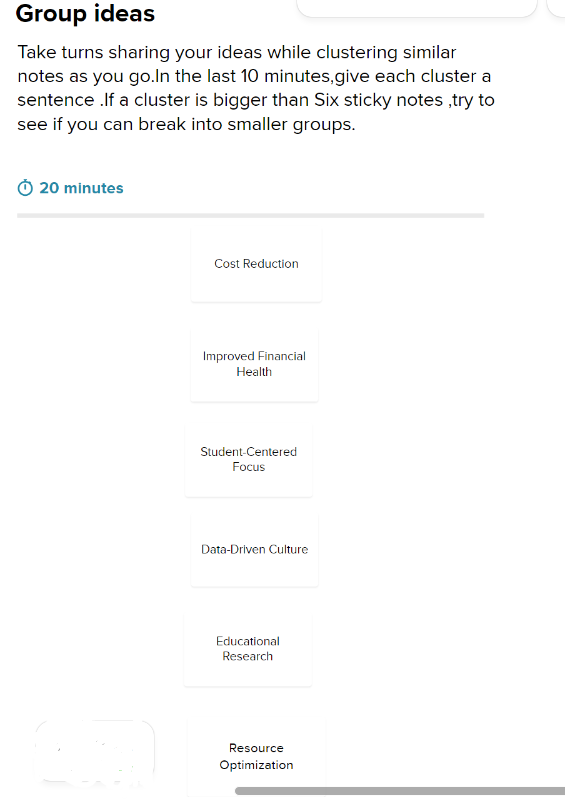 Group ideas
Take turns sharing your ideas while clustering similar
notes as you go.In the last 10 minutes,give each cluster a
sentence .If a cluster is bigger than Six sticky notes ,try to
see if you can break into smaller groups.
20 minutes
Cost Reduction
Improved Financial
Health
Student-Centered
Focus
Data-Driven Culture
Educational
Research
Resource
Optimization